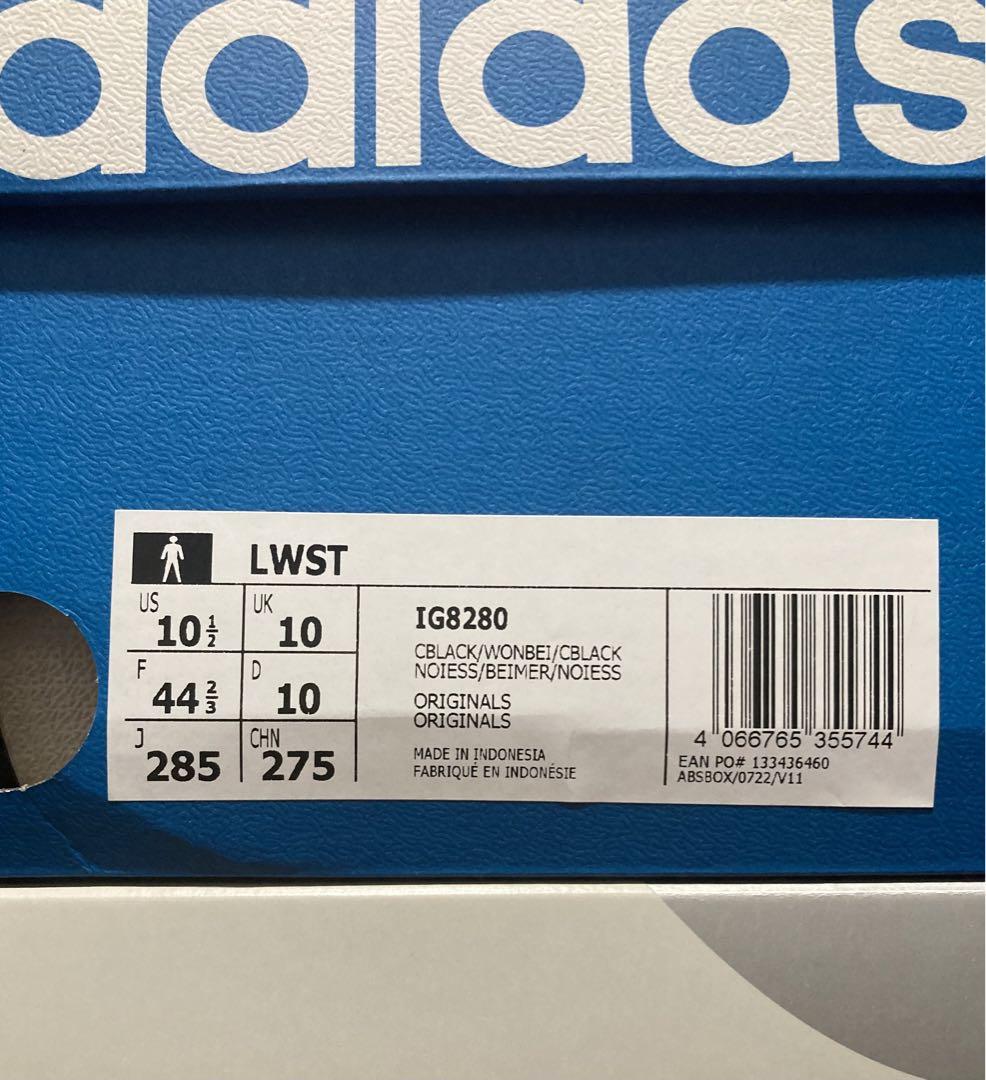 adidas
LWST
US 10 1/2 UK 10
F 44 2/3 D 10
J 285 CHN 275
IG8280
CBLACK/WONBEI/CBLACK
NOIESS/BEIMER/NOIESS
ORIGINALS
ORIGINALS
MADE IN INDONESIA
FABRIQUÉ EN INDONÉSIE
4 066765 355744
EAN PO# 133436460
ABSBOX/0722/V11